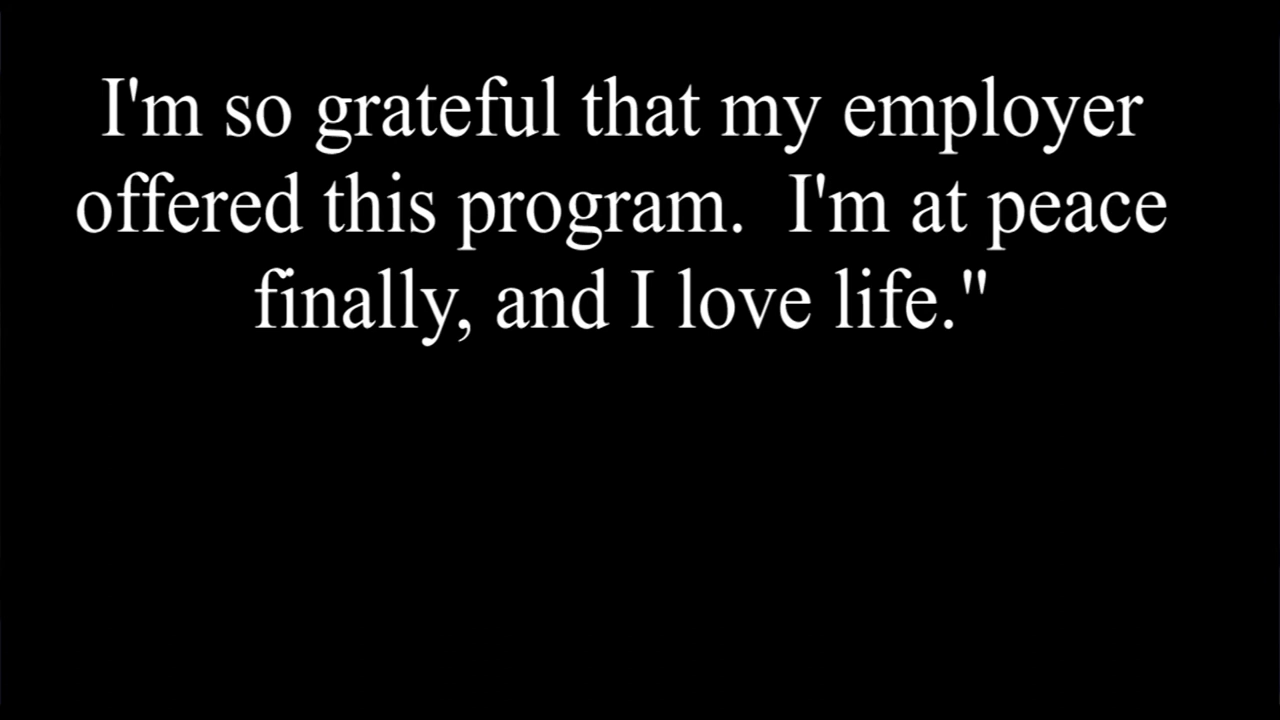 I'm so grateful that my employer
offered this program.  I'm at peace
finally, and I love life."